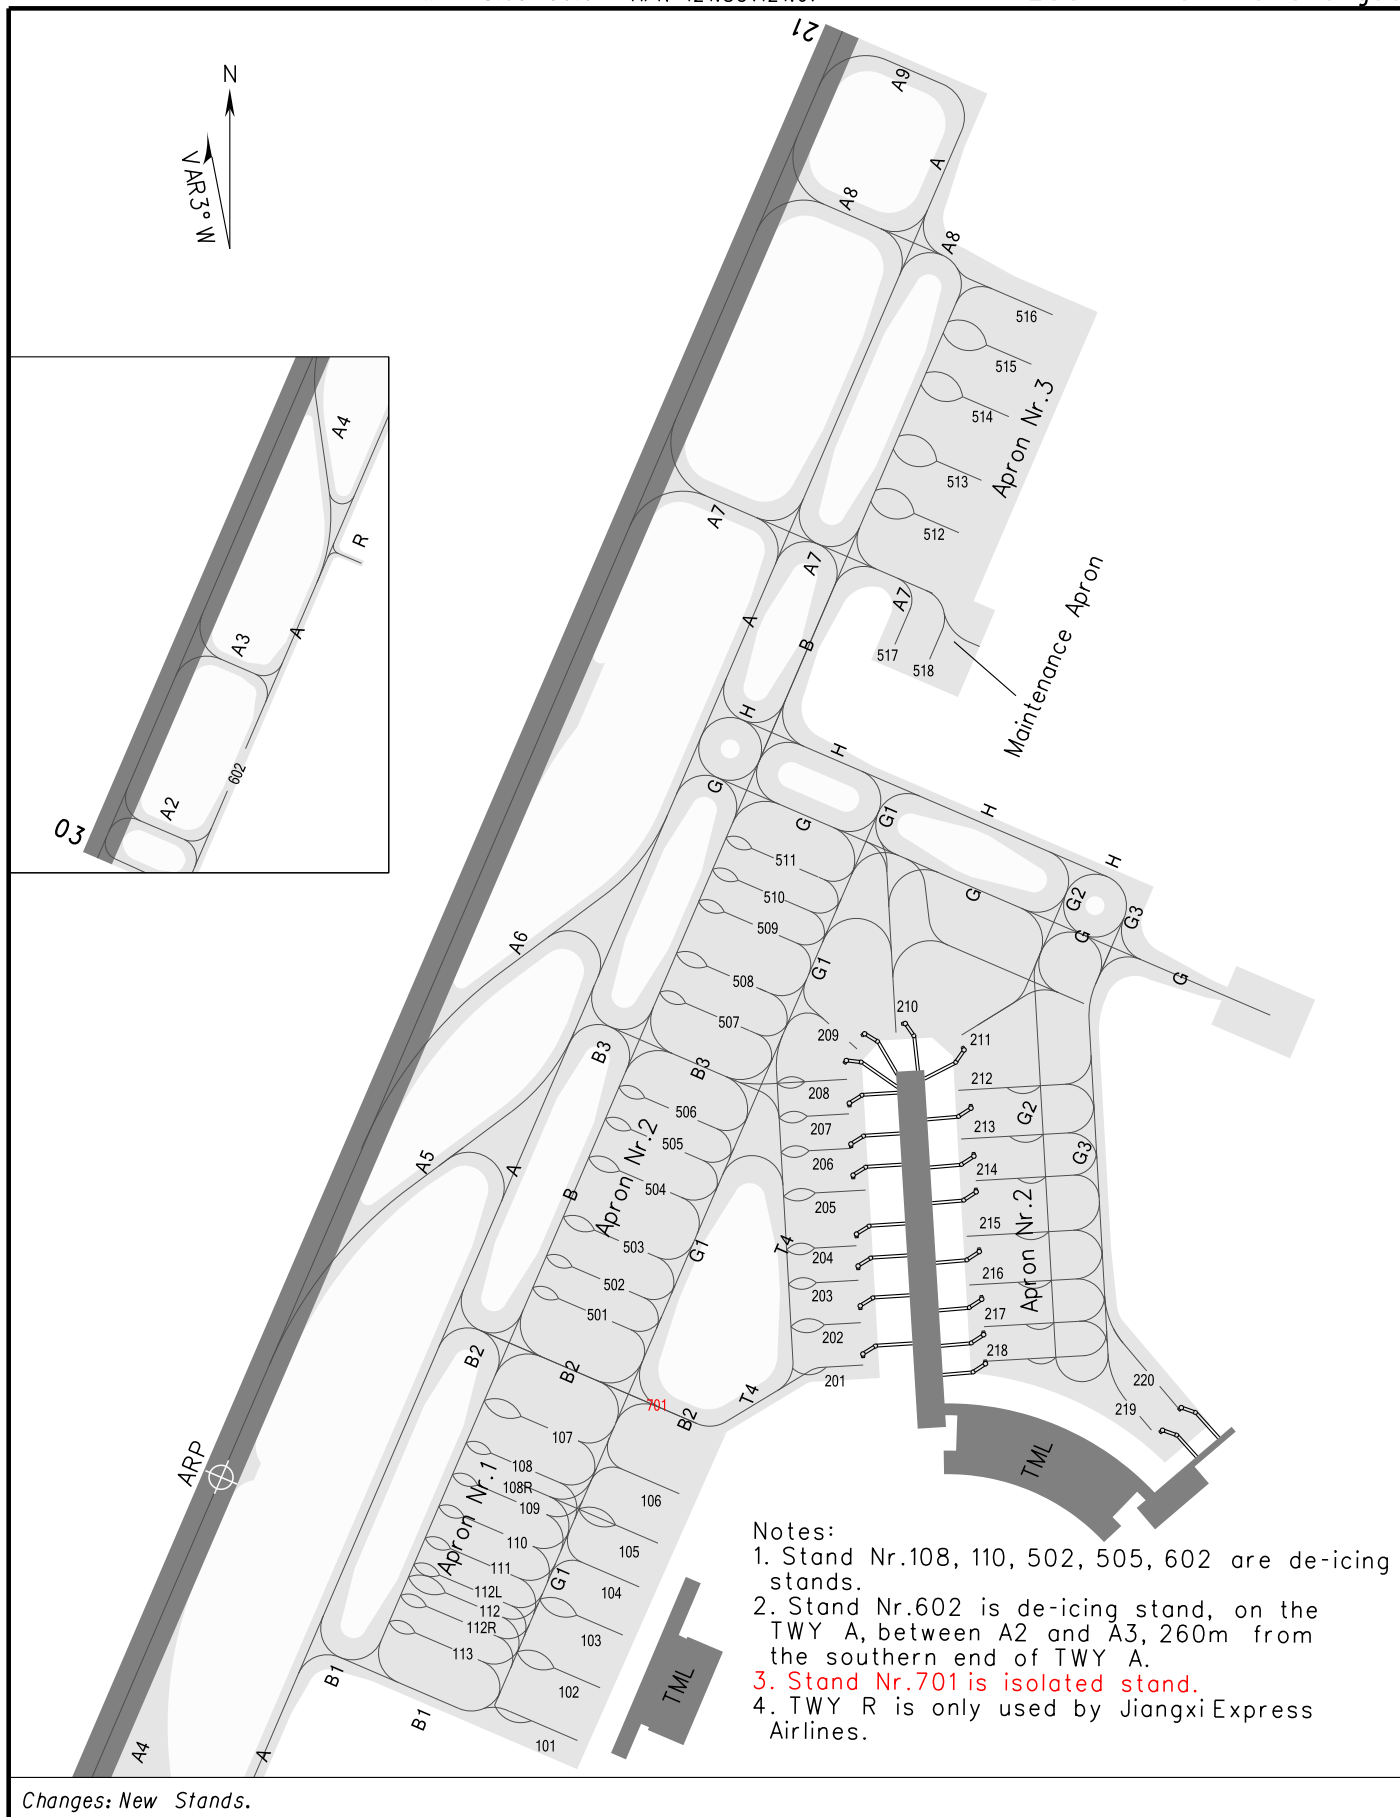 21
A9
N
VAR3°W
A
A8
A8
516
515
514
Apron Nr.3
513
512
A4
A7
A7
R
A7
Maintenance Apron
A
B
517
518
A3
A
H
H
602
A2
03
G
G
G1
H
H
511
G
G2
G3
G
510
509
A6
G1
G
508
507
210
209
211
B3
B3
212
208
506
G2
207
213
505
Apron Nr.2
206
G3
214
A5
A
504
B
205
Apron Nr.2
215
503
G1
T4
204
502
216
203
501
217
202
B2
B2
218
201
220
T4
701
B2
219
107
ARP
TML
108
Apron Nr.1
108R
106
109
110
105
111
G1
104
112L
112
112R
103
113
B1
102
TML
B1
101
A4
A
Notes:
1. Stand Nr.108, 110, 502, 505, 602 are de-icing
stands.
2. Stand Nr.602 is de-icing stand, on the
TWY A, between A2 and A3, 260m from
the southern end of TWY A.
3. Stand Nr.701 is isolated stand.
4. TWY R is only used by Jiangxi Express
Airlines.
Changes: New Stands.